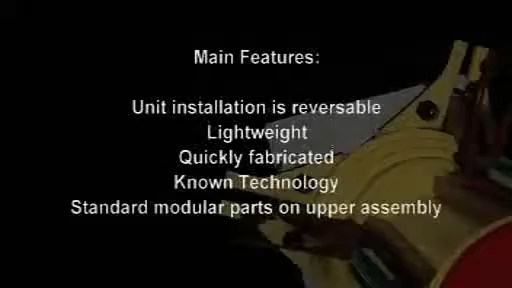 Main Features:
Unit installation is reversable
Lightweight
Quickly fabricated
Known Technology
Standard modular parts on upper assembly